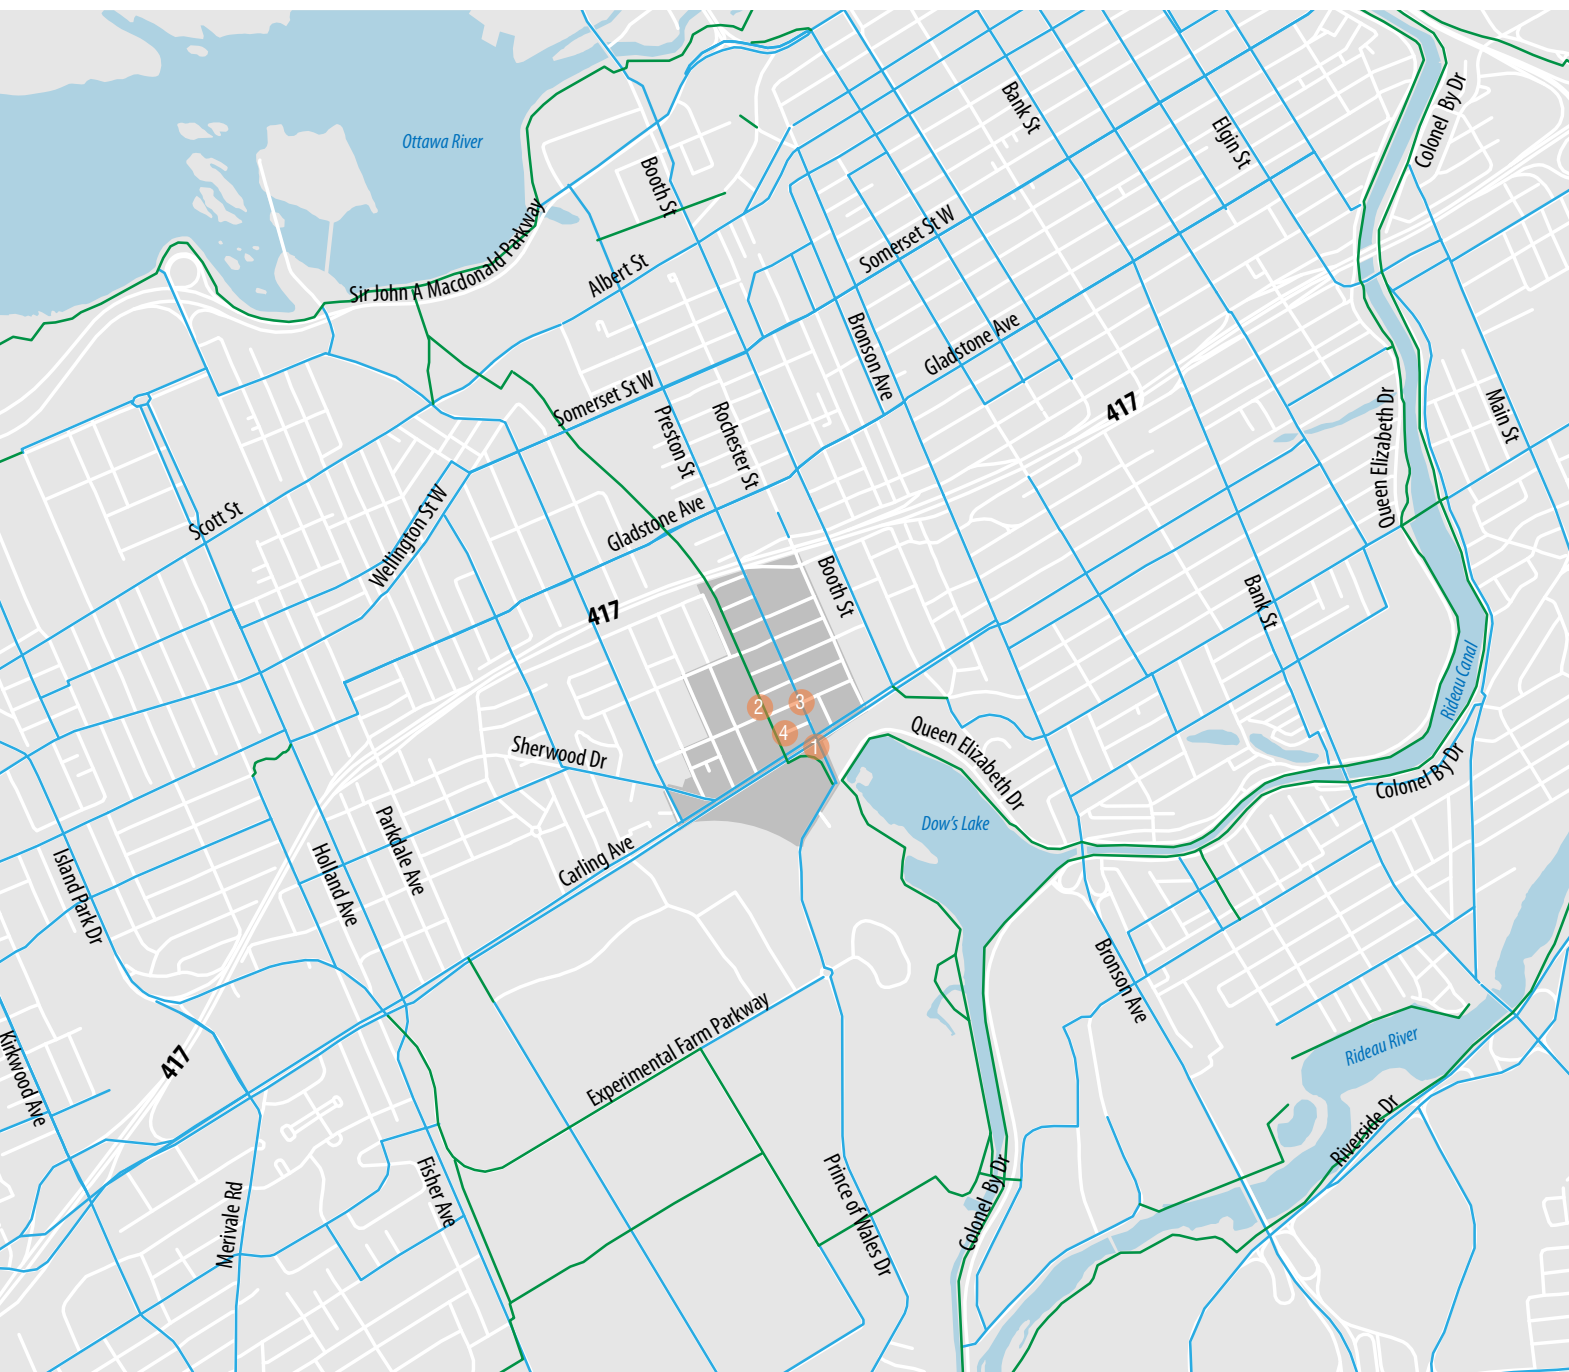 Colonel By Dr
Bank St
Elgin St
Ottawa River
Booth St
Sir John A Macdonald Parkway
Somerset St W
Albert St
Bronson Ave
Gladstone Ave
Somerset St W
417
Queen Elizabeth Dr
Main St
Preston St
Rochester St
Scott St
Wellington St W
Gladstone Ave
Booth St
417
Bank St
Rideau Canal
2
3
4
1
Sherwood Dr
Queen Elizabeth Dr
Colonel By Dr
Dow's Lake
Parkdale Ave
Carling Ave
Island Park Dr
Holland Ave
Bronson Ave
Experimental Farm Parkway
417
Kirkwood Ave
Rideau River
Riverside Dr
Merivale Rd
Fisher Ave
Prince of Wales Dr
Colonel By Dr